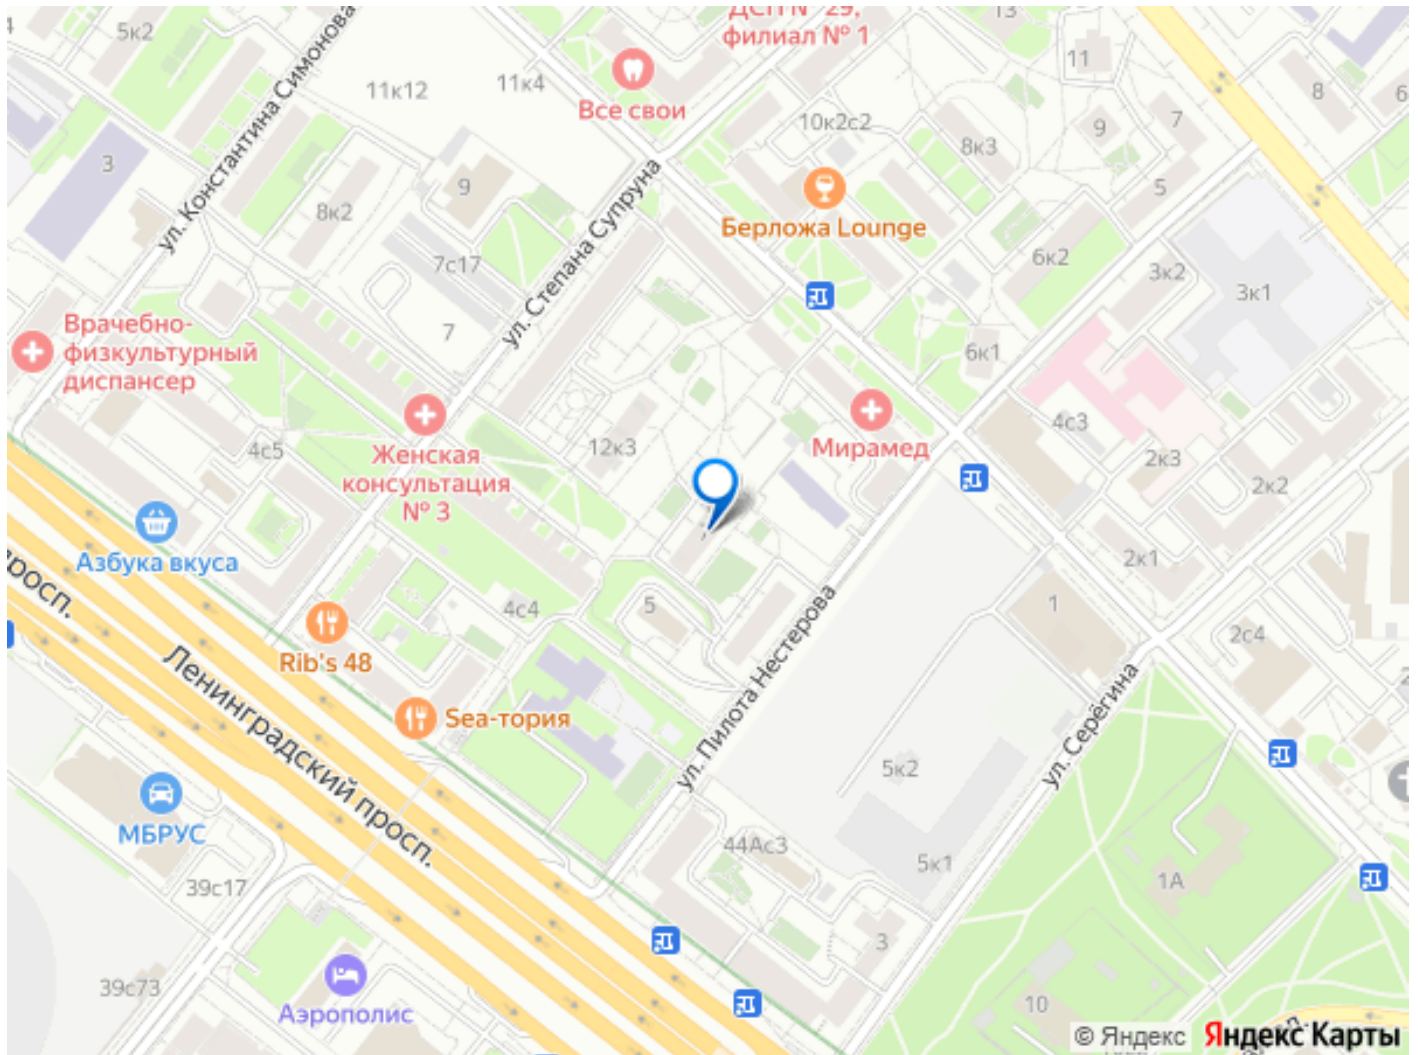 5к2
ул. Константина Симонова
11к12
11к4
Все свои
ДСП № 29,
филиал № 1
13
11
8
6
10к2с2
9
7
8к3
5
3
9
8к2
ул. Степана Супруна
7с17
7
Берложа Lounge
6к2
3к2
3к1
6к1
Врачебно-
физкультурный
диспансер
4с5
Женская
консультация
№ 3
12к3
Мирамед
4с3
2к3
2к2
2к1
Азбука вкуса
просп.
4с4
5
1
2с4
Rib's 48
Sea-тория
Ленинградский просп.
ул. Пилота Нестерова
ул. Серёгина
5к2
МБРУС
44Ас3
5к1
1А
39с17
3
39с73
Аэрополис
10
© Яндекс Яндекс Карты